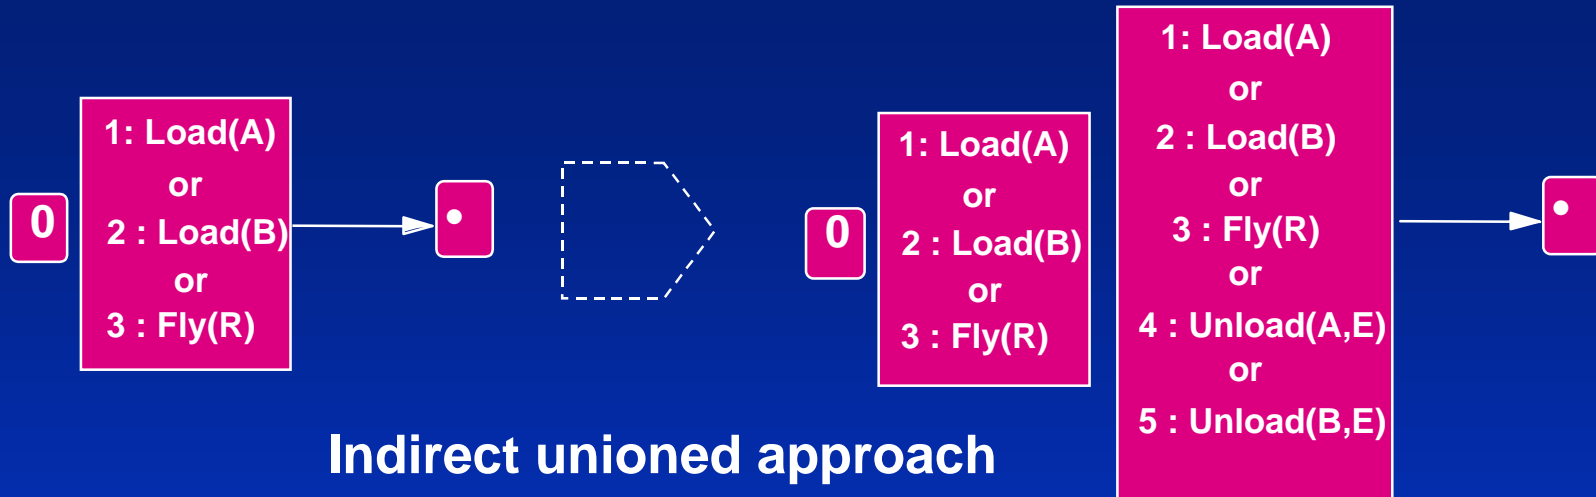 0
1: Load(A)
or
2 : Load(B)
or
3 : Fly(R)
0
1: Load(A)
or
2 : Load(B)
or
3 : Fly(R)
1: Load(A)
or
2 : Load(B)
or
3 : Fly(R)
or
4 : Unload(A,E)
or
5 : Unload(B,E)
Indirect unioned approach